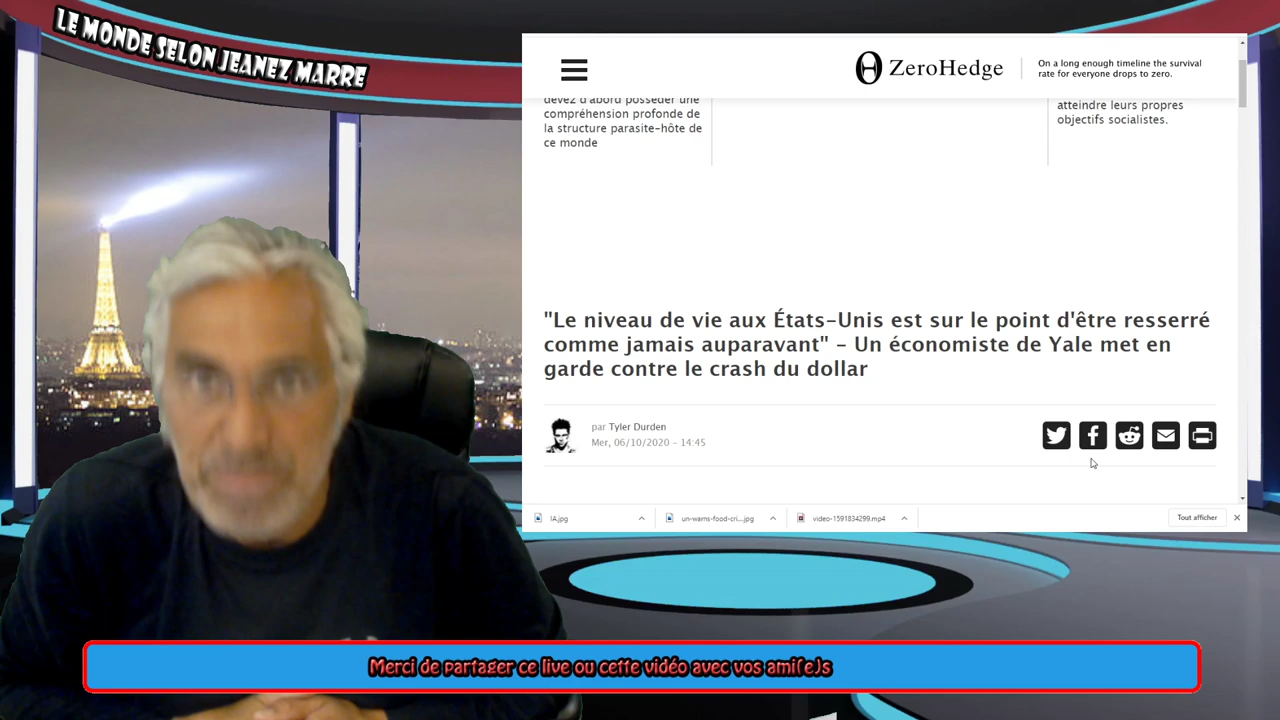 LE MONDE SELON JEANEZ MARRE
ZeroHedge
On a long enough timeline the survival
rate for everyone drops to zero.
devez d'abord posséder une
compréhension profonde de
la structure parasite-hôte de
ce monde
atteindre leurs propres
objectifs socialistes.
"Le niveau de vie aux États-Unis est sur le point d'être resserré
comme jamais auparavant" – Un économiste de Yale met en
garde contre le crash du dollar
par Tyler Durden
Mer, 06/10/2020 - 14:45
IA.jpg
un-warns-food-cri....jpg
video-1591834299.mp4
Tout afficher
Merci de partager ce live ou cette vidéo avec vos ami(e)s